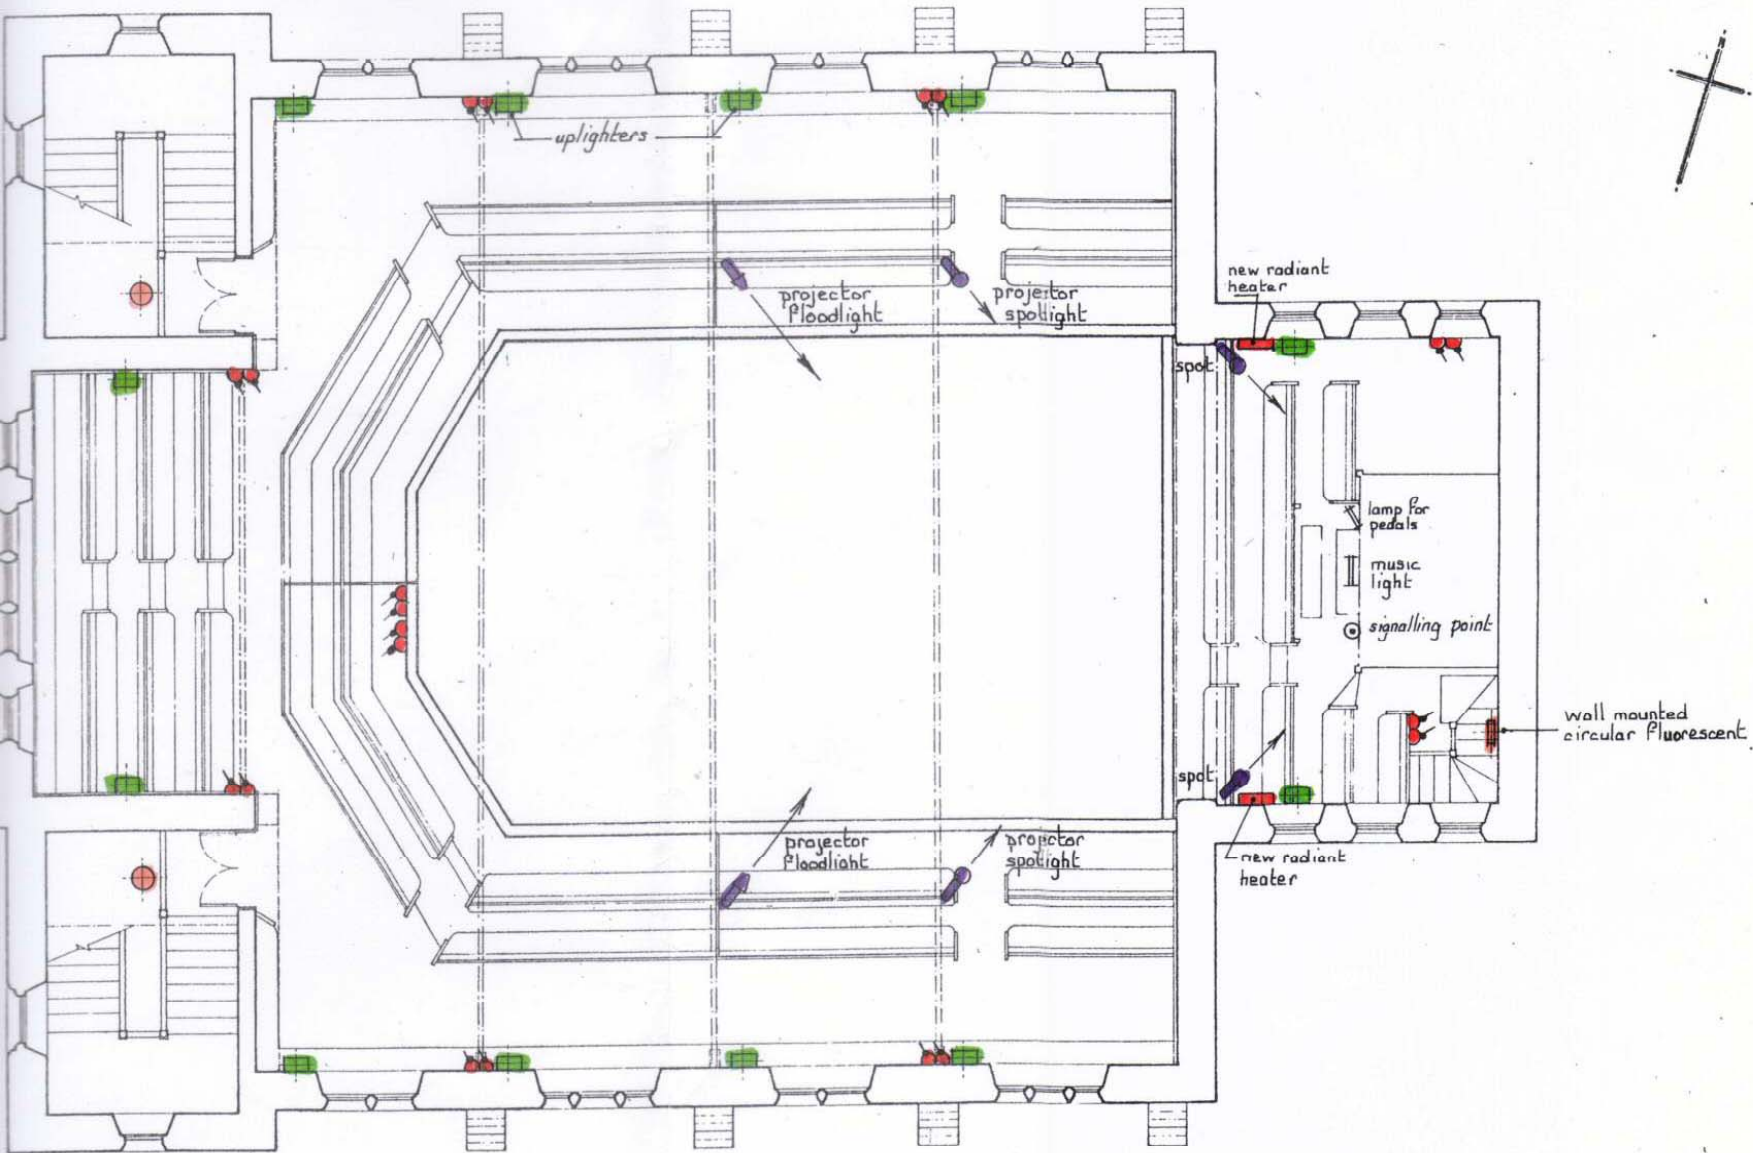 uplighters
projector
floodlight
projector
spotlight
new radiant
heater
spot
lamp for
pedals
music
light
signalling point
wall mounted
circular fluorescent
spot
projector
floodlight
projector
spotlight
new radiant
heater